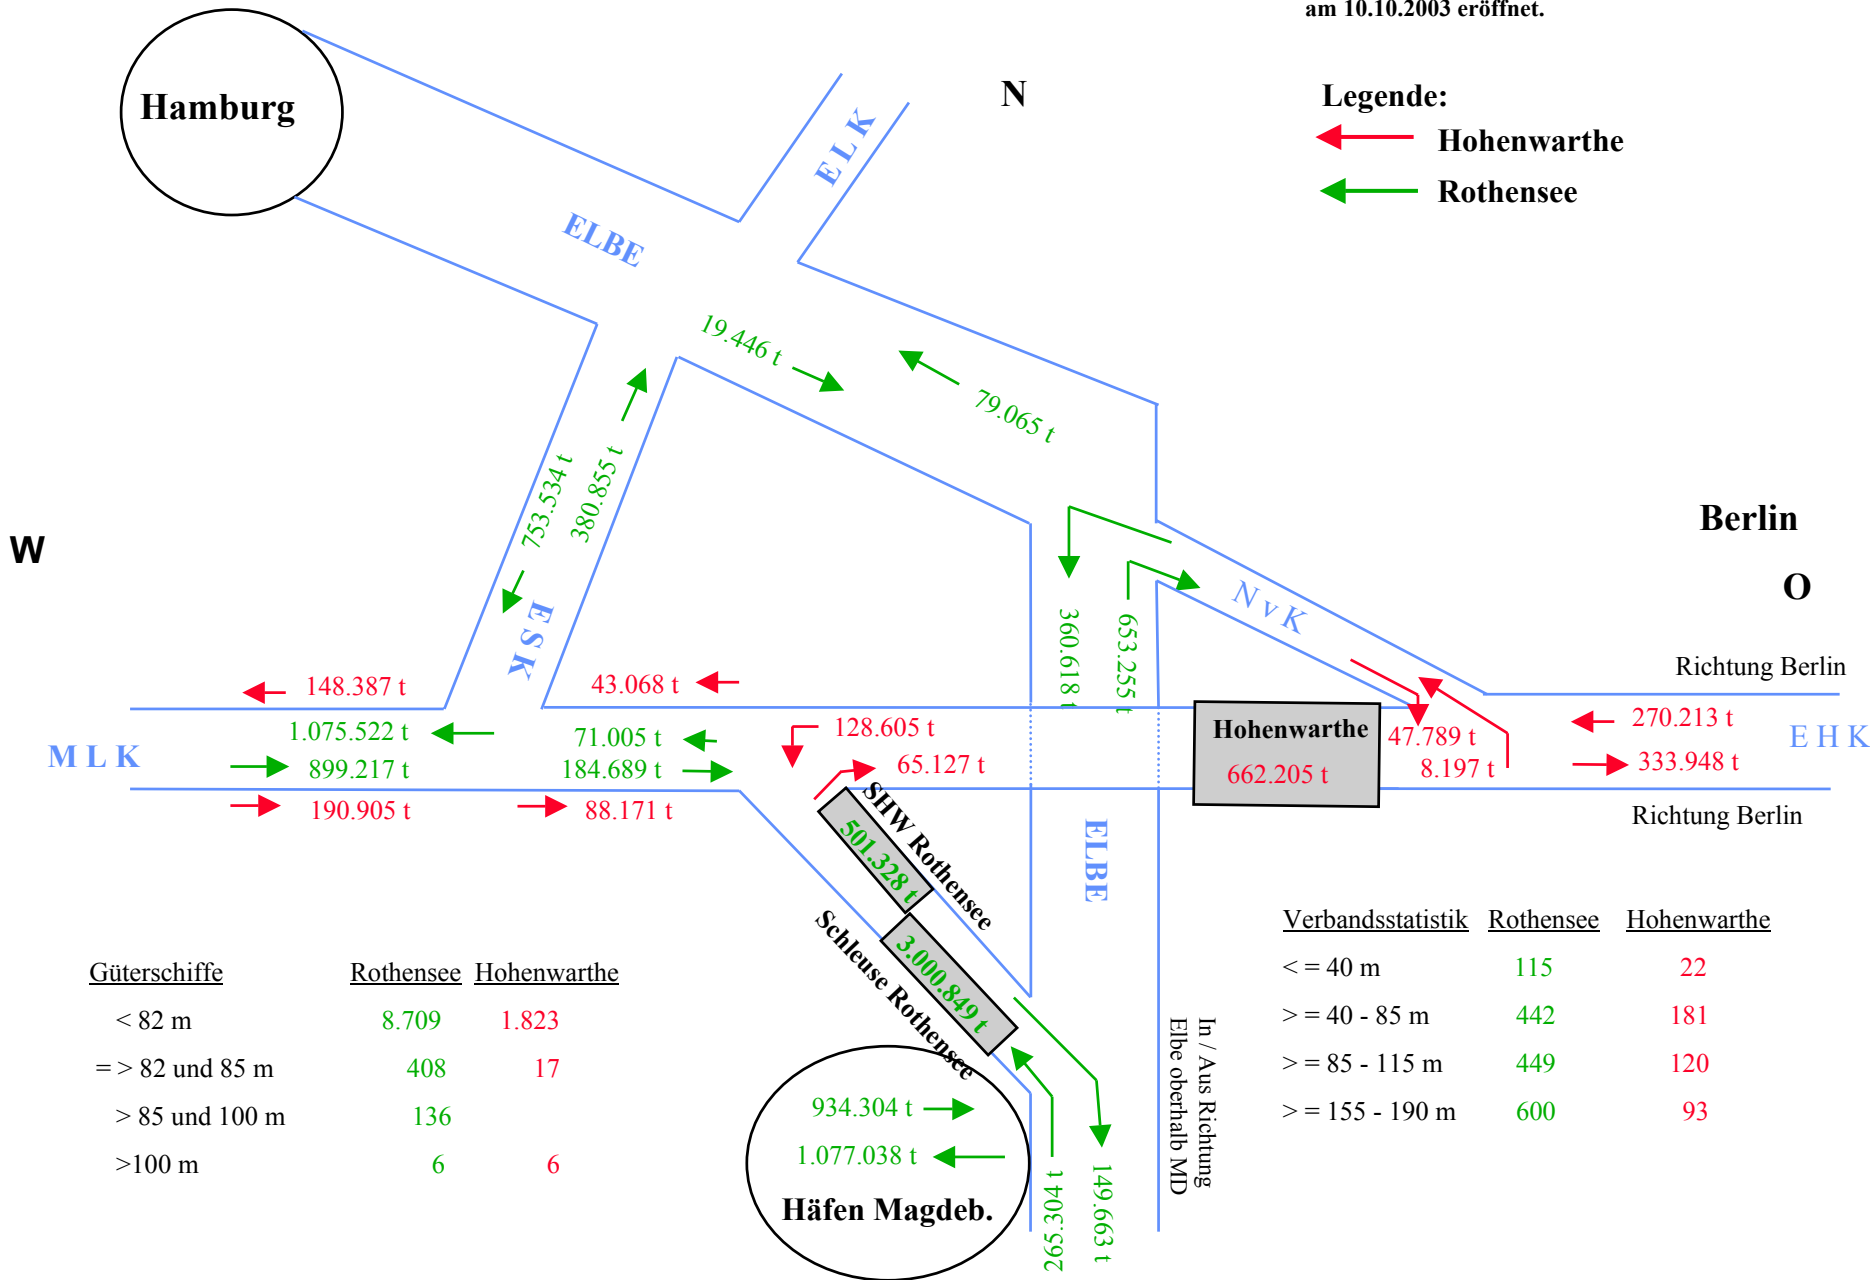 am 10.10.2003 eröffnet.
Hamburg
N
Legende:
Hohenwarthe
Rothensee
ELK
ELBE
19.446 t
79.065 t
753.534 t
380.855 t
W
Berlin
O
ESK
NvK
360.618 t
653.255 t
Richtung Berlin
148.387 t
43.068 t
1.075.522 t
71.005 t
128.605 t
Hohenwarthe
47.789 t
270.213 t
EHK
MLK
899.217 t
184.689 t
65.127 t
662.205 t
8.197 t
333.948 t
190.905 t
88.171 t
Richtung Berlin
SHW Rothensee
501.328 t
ELBE
Schleuse Rothensee
3.000.849 t
In / Aus Richtung
Elbe oberhalb MD
Güterschiffe Rothensee Hohenwarthe
< 82 m 8.709 1.823
= > 82 und 85 m 408 17
> 85 und 100 m 136
>100 m 6 6
Verbandsstatistik Rothensee Hohenwarthe
< = 40 m 115 22
> = 40 - 85 m 442 181
> = 85 - 115 m 449 120
> = 155 - 190 m 600 93
934.304 t
1.077.038 t
Häfen Magdeb.
265.304 t
149.663 t